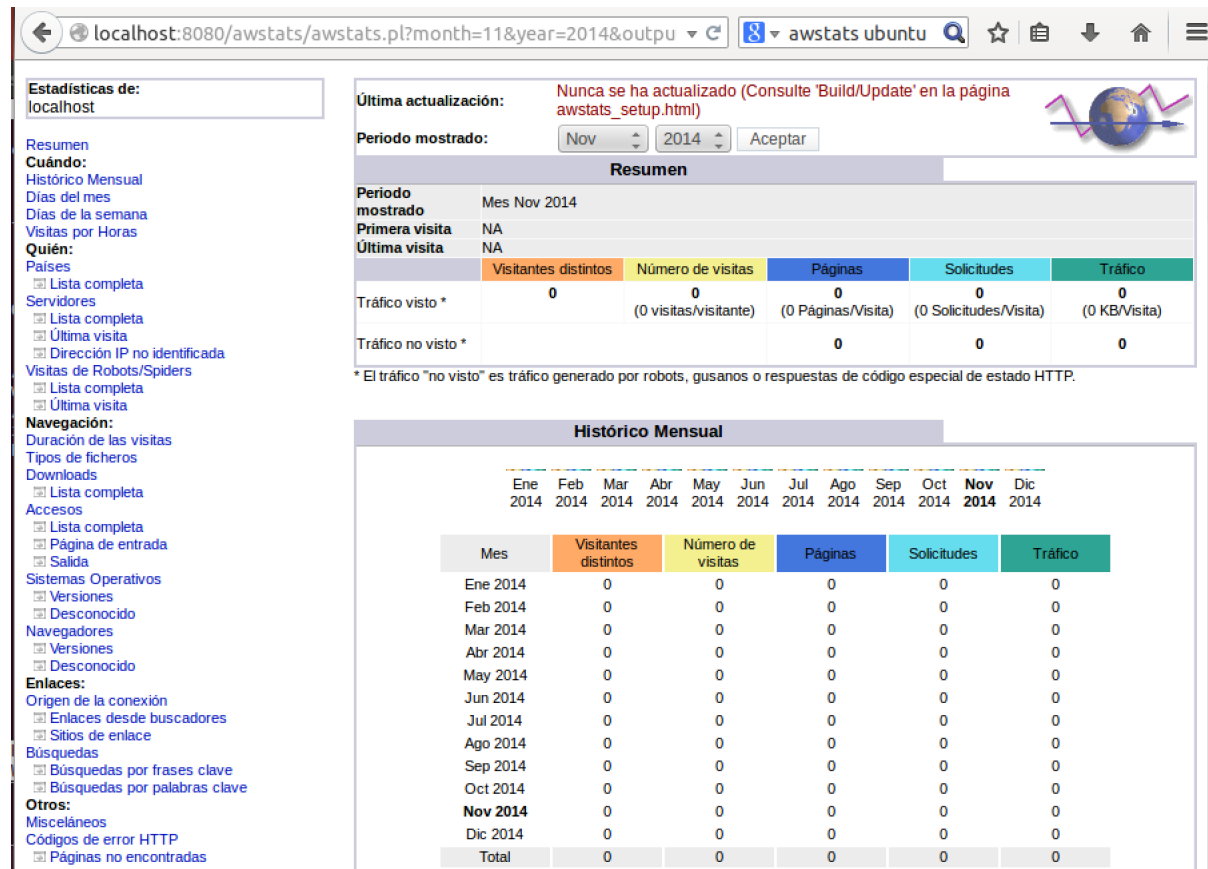 localhost:8080/awstats/awstats.pl?month=11&year=2014&outpu
8 awstats ubuntu
Estadísticas de:
localhost
Resumen
Cuándo:
Histórico Mensual
Días del mes
Días de la semana
Visitas por Horas
Quién:
Países
Lista completa
Servidores
Lista completa
Última visita
Dirección IP no identificada
Visitas de Robots/Spiders
Lista completa
Última visita
Navegación:
Duración de las visitas
Tipos de ficheros
Downloads
Lista completa
Accesos
Lista completa
Página de entrada
Salida
Sistemas Operativos
Versiones
Desconocido
Navegadores
Versiones
Desconocido
Enlaces:
Origen de la conexión
Enlaces desde buscadores
Sitios de enlace
Búsquedas
Búsquedas por frases clave
Búsquedas por palabras clave
Otros:
Misceláneos
Códigos de error HTTP
Páginas no encontradas
Última actualización: Nunca se ha actualizado (Consulte 'Build/Update' en la página
awstats_setup.html)
Periodo mostrado: Nov 2014 Aceptar
Resumen
Periodo mostrado Mes Nov 2014
Primera visita NA
Última visita NA
Visitantes distintos Número de visitas Páginas Solicitudes Tráfico
Tráfico visto * 0 0 0 0 0
(0 visitas/visitante) (0 Páginas/Visita) (0 Solicitudes/Visita) (0 KB/Visita)
Tráfico no visto * 0 0 0
* El tráfico "no visto" es tráfico generado por robots, gusanos o respuestas de código especial de estado HTTP.
Histórico Mensual
Ene Feb Mar Abr May Jun Jul Ago Sep Oct Nov Dic
2014 2014 2014 2014 2014 2014 2014 2014 2014 2014 2014 2014
Mes Visitantes distintos Número de visitas Páginas Solicitudes Tráfico
Ene 2014 0 0 0 0 0
Feb 2014 0 0 0 0 0
Mar 2014 0 0 0 0 0
Abr 2014 0 0 0 0 0
May 2014 0 0 0 0 0
Jun 2014 0 0 0 0 0
Jul 2014 0 0 0 0 0
Ago 2014 0 0 0 0 0
Sep 2014 0 0 0 0 0
Oct 2014 0 0 0 0 0
Nov 2014 0 0 0 0 0
Dic 2014 0 0 0 0 0
Total 0 0 0 0 0